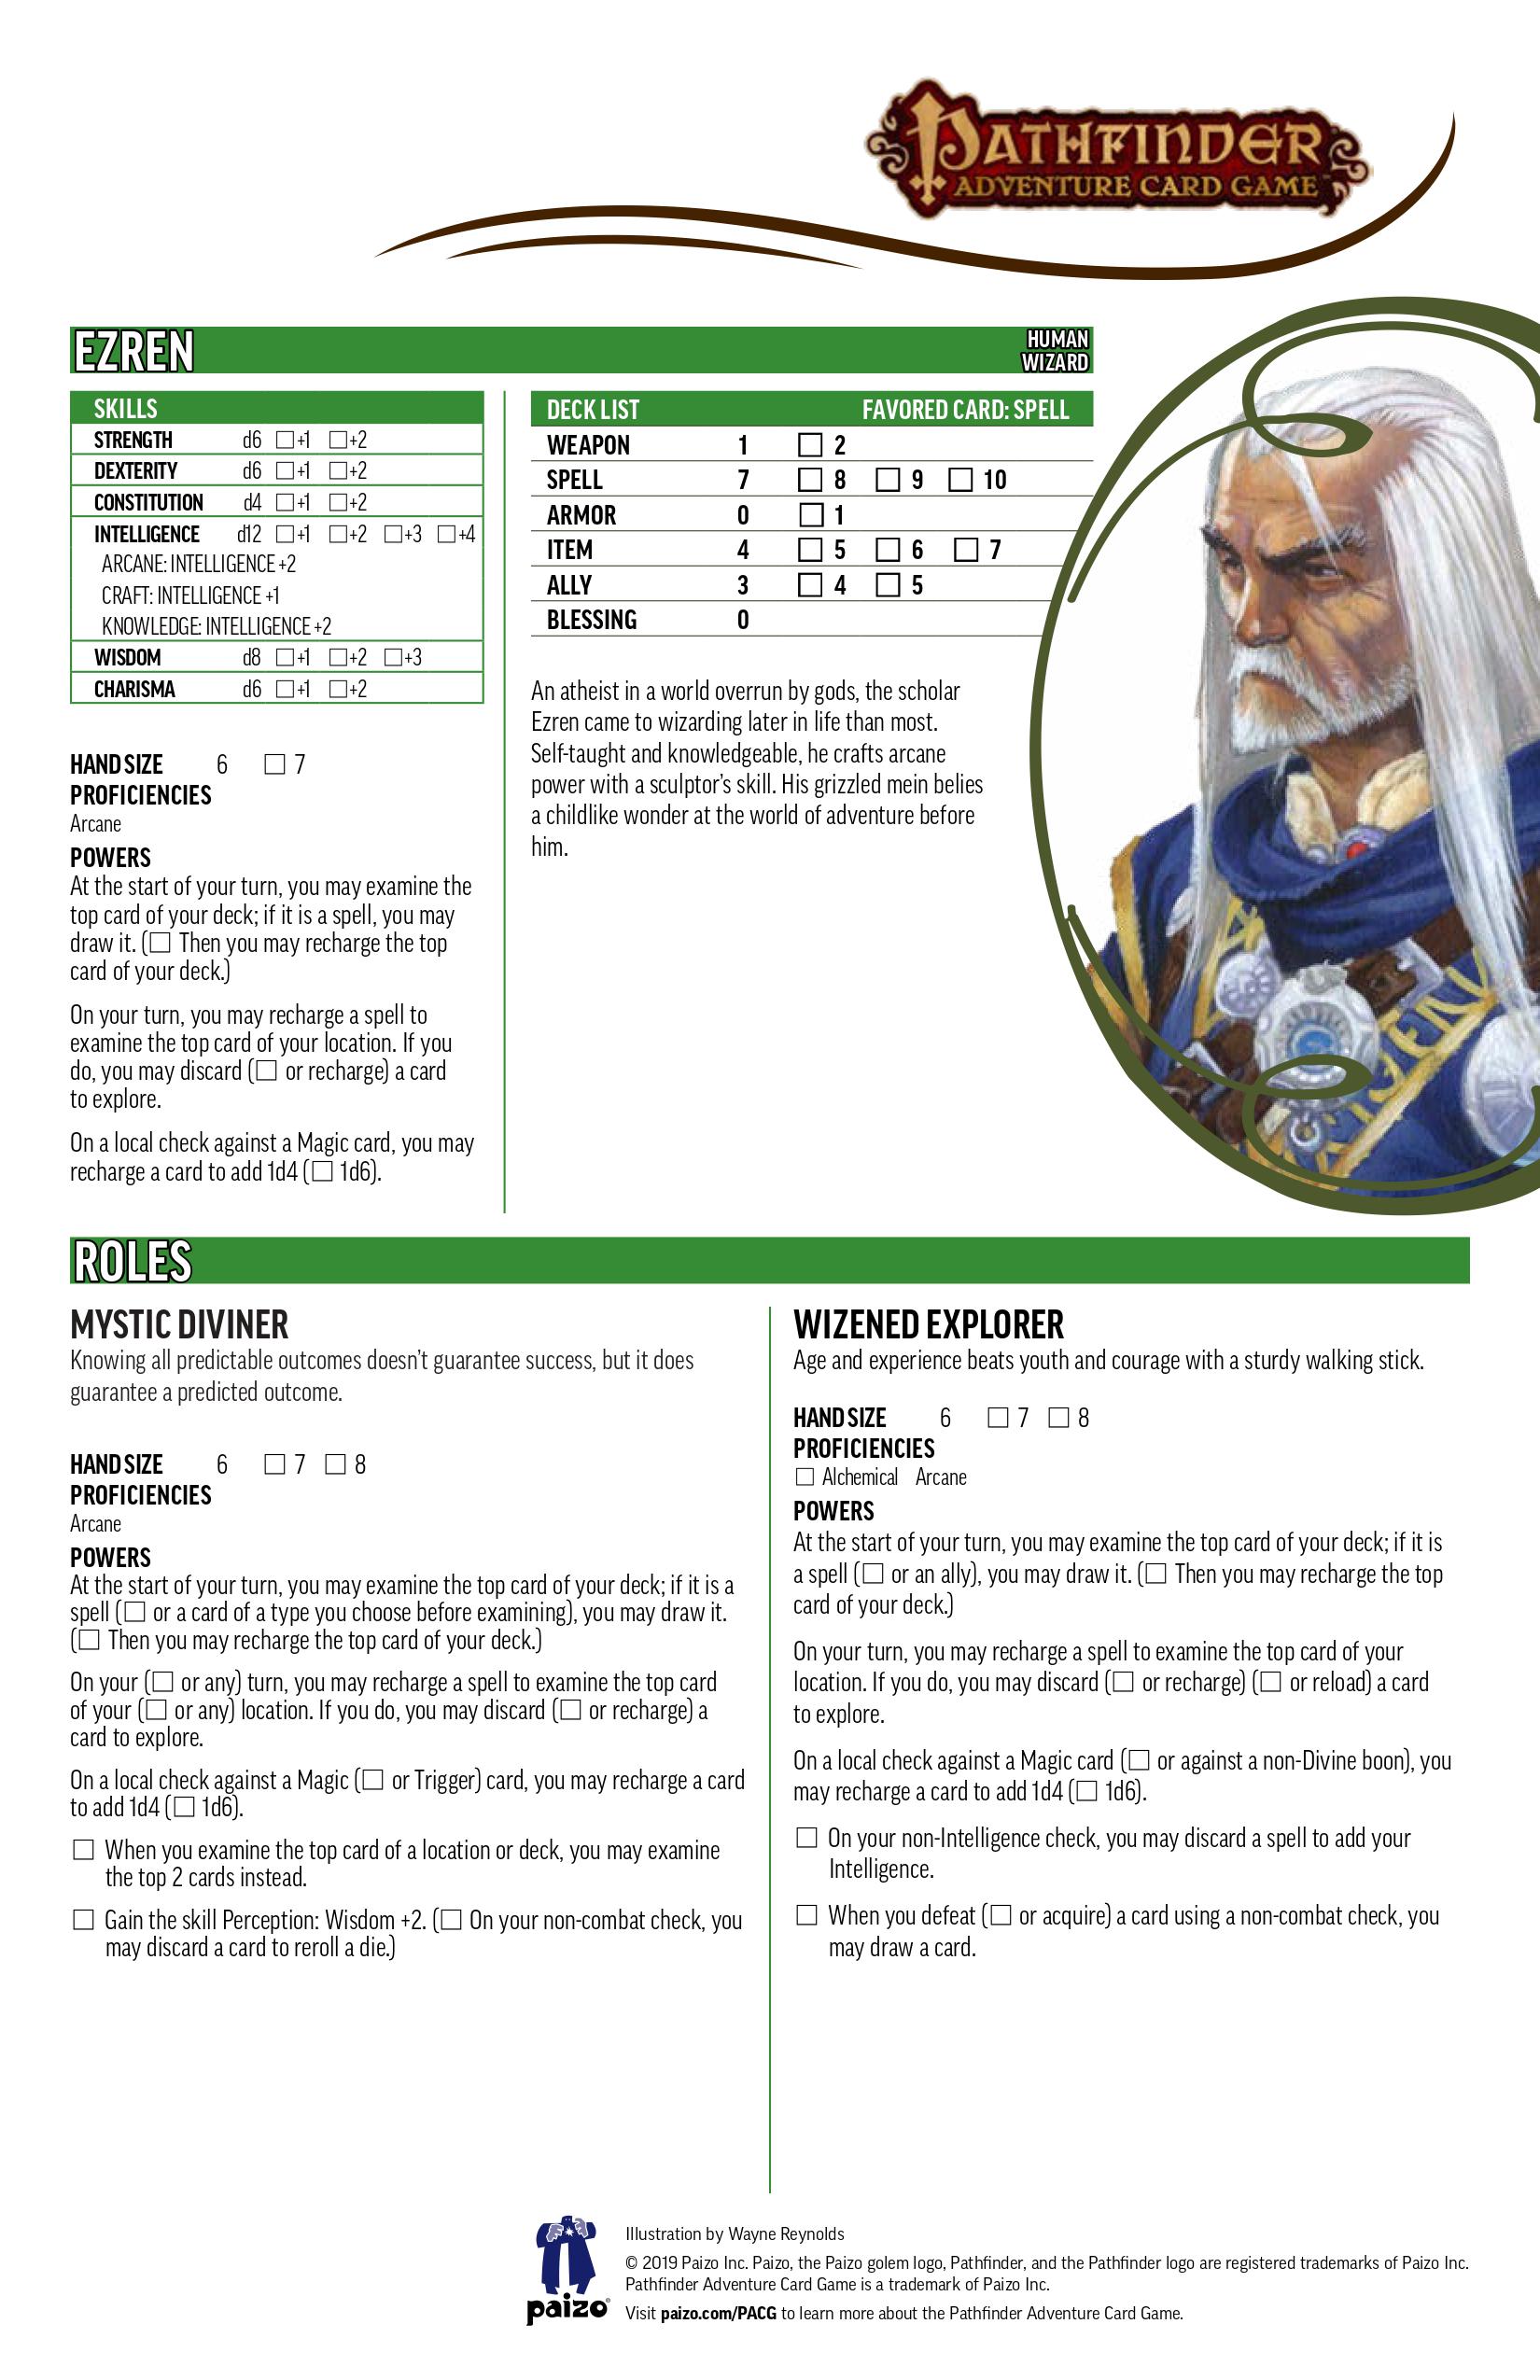 PATHFINDER
ADVENTURE CARD GAME
EZREN
HUMAN
WIZARD
SKILLS
STRENGTH d6 ☐+1 ☐+2
DEXTERITY d6 ☐+1 ☐+2
CONSTITUTION d4 ☐+1 ☐+2
INTELLIGENCE d12 ☐+1 ☐+2 ☐+3 ☐+4
ARCANE: INTELLIGENCE +2
CRAFT: INTELLIGENCE +1
KNOWLEDGE: INTELLIGENCE +2
WISDOM d8 ☐+1 ☐+2 ☐+3
CHARISMA d6 ☐+1 ☐+2
HAND SIZE 6 ☐ 7
PROFICIENCIES
Arcane
POWERS
At the start of your turn, you may examine the
top card of your deck; if it is a spell, you may
draw it. (☐ Then you may recharge the top
card of your deck.)
On your turn, you may recharge a spell to
examine the top card of your location. If you
do, you may discard (☐ or recharge) a card
to explore.
On a local check against a Magic card, you may
recharge a card to add 1d4 (☐ 1d6).
DECK LIST FAVORED CARD: SPELL
WEAPON 1 ☐ 2
SPELL 7 ☐ 8 ☐ 9 ☐ 10
ARMOR 0 ☐ 1
ITEM 4 ☐ 5 ☐ 6 ☐ 7
ALLY 3 ☐ 4 ☐ 5
BLESSING 0
An atheist in a world overrun by gods, the scholar
Ezren came to wizarding later in life than most.
Self-taught and knowledgeable, he crafts arcane
power with a sculptor's skill. His grizzled mein belies
a childlike wonder at the world of adventure before
him.
ROLES
MYSTIC DIVINER
Knowing all predictable outcomes doesn't guarantee success, but it does
guarantee a predicted outcome.
HAND SIZE 6 ☐ 7 ☐ 8
PROFICIENCIES
Arcane
POWERS
At the start of your turn, you may examine the top card of your deck; if it is a
spell (☐ or a card of a type you choose before examining), you may draw it.
(☐ Then you may recharge the top card of your deck.)
On your (☐ or any) turn, you may recharge a spell to examine the top card
of your (☐ or any) location. If you do, you may discard (☐ or recharge) a
card to explore.
On a local check against a Magic (☐ or Trigger) card, you may recharge a card
to add 1d4 (☐ 1d6).
☐ When you examine the top card of a location or deck, you may examine
the top 2 cards instead.
☐ Gain the skill Perception: Wisdom +2. (☐ On your non-combat check, you
may discard a card to reroll a die.)
WIZENED EXPLORER
Age and experience beats youth and courage with a sturdy walking stick.
HAND SIZE 6 ☐ 7 ☐ 8
PROFICIENCIES
☐ Alchemical Arcane
POWERS
At the start of your turn, you may examine the top card of your deck; if it is
a spell (☐ or an ally), you may draw it. (☐ Then you may recharge the top
card of your deck.)
On your turn, you may recharge a spell to examine the top card of your
location. If you do, you may discard (☐ or recharge) (☐ or reload) a card
to explore.
On a local check against a Magic card (☐ or against a non-Divine boon), you
may recharge a card to add 1d4 (☐ 1d6).
☐ On your non-Intelligence check, you may discard a spell to add your
Intelligence.
☐ When you defeat (☐ or acquire) a card using a non-combat check, you
may draw a card.
paizo®
Illustration by Wayne Reynolds
© 2019 Paizo Inc. Paizo, the Paizo golem logo, Pathfinder, and the Pathfinder logo are registered trademarks of Paizo Inc.
Pathfinder Adventure Card Game is a trademark of Paizo Inc.
Visit paizo.com/PACG to learn more about the Pathfinder Adventure Card Game.